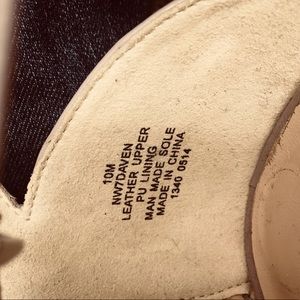 10M
NW7DAVEN
LEATHER UPPER
PU LINING
MAN MADE SOLE
MADE IN CHINA
1340 0514